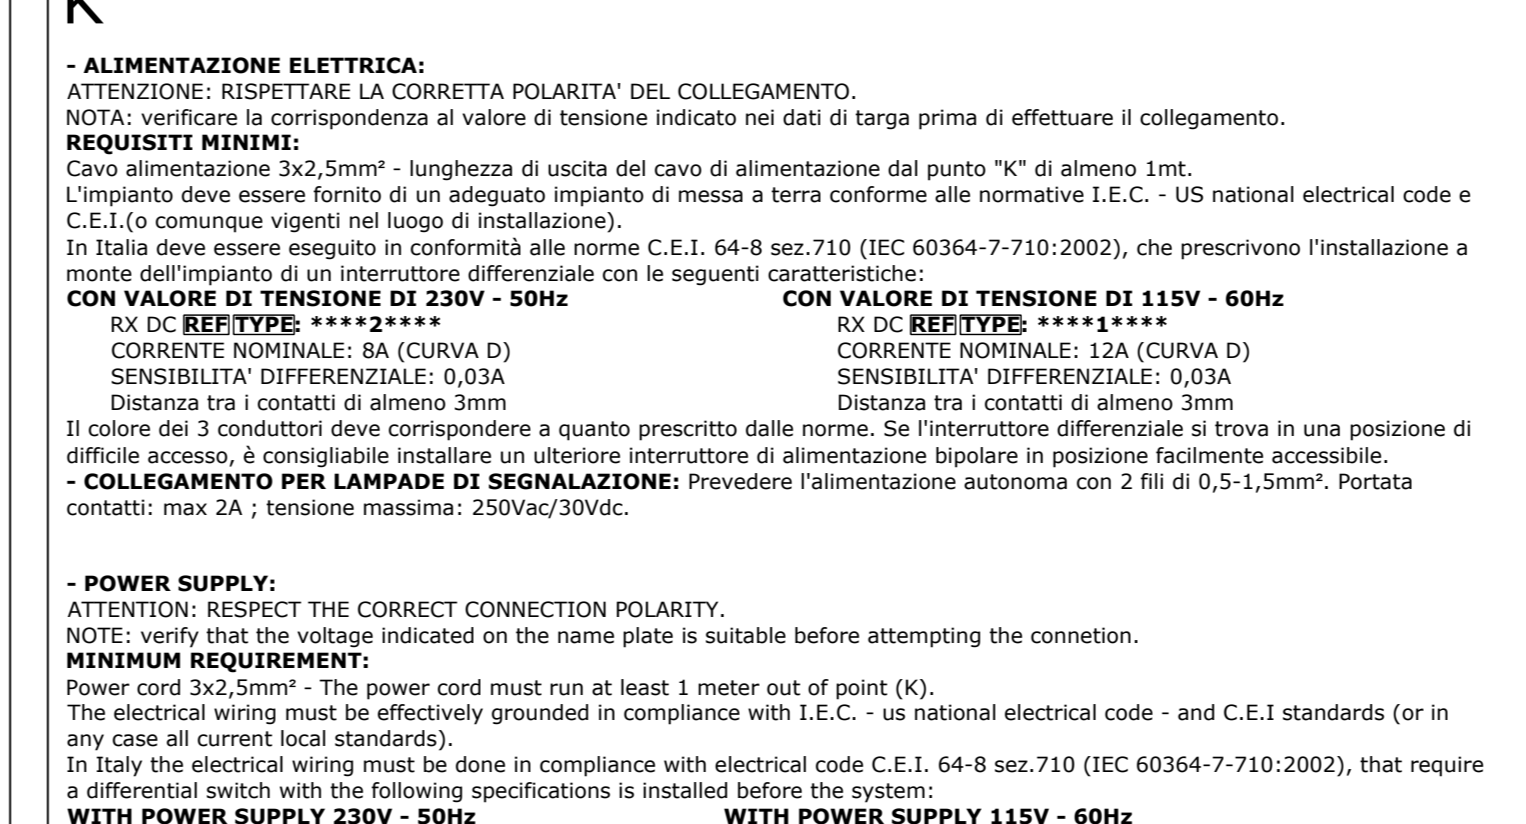 K
- ALIMENTAZIONE ELETTRICA:
ATTENZIONE: RISPETTARE LA CORRETTA POLARITA' DEL COLLEGAMENTO.
NOTA: verificare la corrispondenza al valore di tensione indicato nei dati di targa prima di effettuare il collegamento.
REQUISITI MINIMI:
Cavo alimentazione 3x2,5mm² - lunghezza di uscita del cavo di alimentazione dal punto "K" di almeno 1mt.
L'impianto deve essere fornito di un adeguato impianto di messa a terra conforme alle normative I.E.C. - US national electrical code e
C.E.I.(o comunque vigenti nel luogo di installazione).
In Italia deve essere eseguito in conformità alle norme C.E.I. 64-8 sez.710 (IEC 60364-7-710:2002), che prescrivono l'installazione a
monte dell'impianto di un interruttore differenziale con le seguenti caratteristiche:
CON VALORE DI TENSIONE DI 230V - 50Hz CON VALORE DI TENSIONE DI 115V - 60Hz
RX DC REF TYPE: ****2**** RX DC REF TYPE: ****1****
CORRENTE NOMINALE: 8A (CURVA D) CORRENTE NOMINALE: 12A (CURVA D)
SENSIBILITA' DIFFERENZIALE: 0,03A SENSIBILITA' DIFFERENZIALE: 0,03A
Distanza tra i contatti di almeno 3mm Distanza tra i contatti di almeno 3mm
Il colore dei 3 conduttori deve corrispondere a quanto prescritto dalle norme. Se l'interruttore differenziale si trova in una posizione di
difficile accesso, è consigliabile installare un ulteriore interruttore di alimentazione bipolare in posizione facilmente accessibile.
- COLLEGAMENTO PER LAMPADE DI SEGNALAZIONE: Prevedere l'alimentazione autonoma con 2 fili di 0,5-1,5mm². Portata
contatti: max 2A ; tensione massima: 250Vac/30Vdc.
- POWER SUPPLY:
ATTENTION: RESPECT THE CORRECT CONNECTION POLARITY.
NOTE: verify that the voltage indicated on the name plate is suitable before attempting the connetion.
MINIMUM REQUIREMENT:
Power cord 3x2,5mm² - The power cord must run at least 1 meter out of point (K).
The electrical wiring must be effectively grounded in compliance with I.E.C. - us national electrical code - and C.E.I standards (or in
any case all current local standards).
In Italy the electrical wiring must be done in compliance with electrical code C.E.I. 64-8 sez.710 (IEC 60364-7-710:2002), that require
a differential switch with the following specifications is installed before the system:
WITH POWER SUPPLY 230V - 50Hz WITH POWER SUPPLY 115V - 60Hz